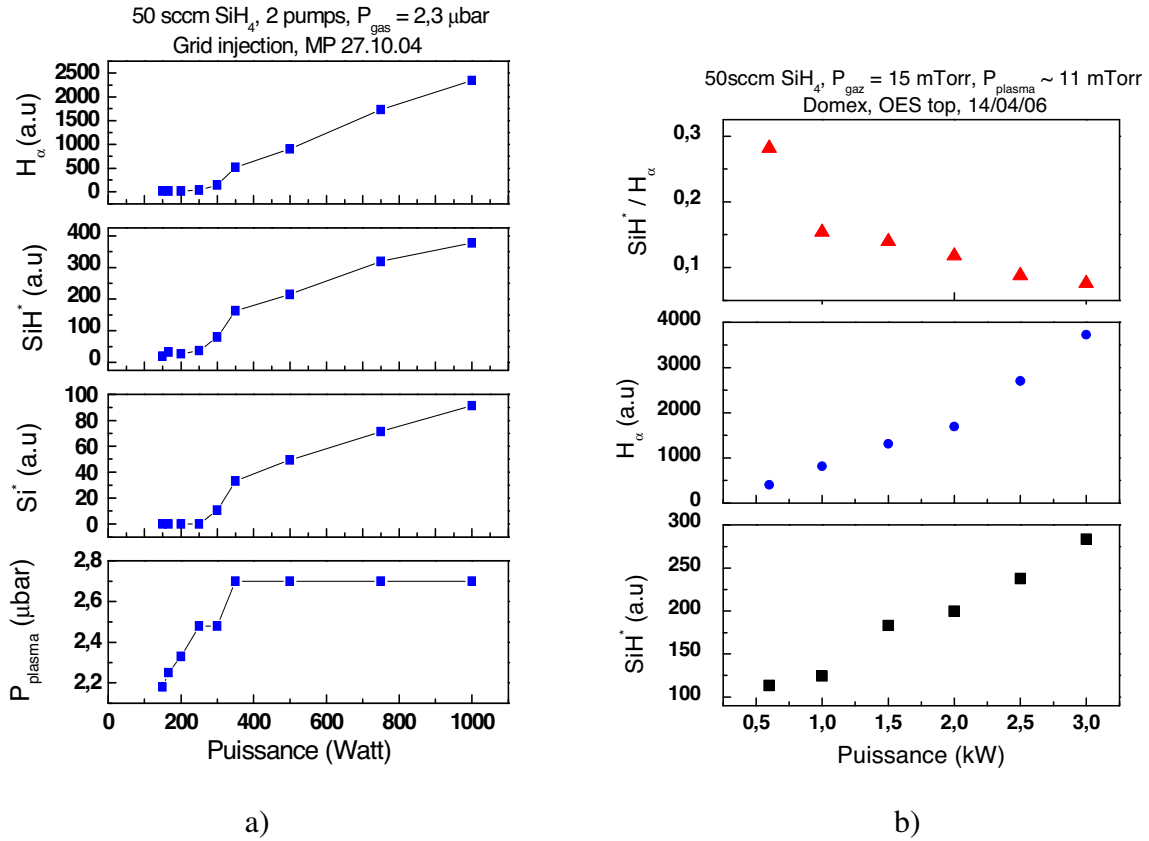 50 sccm SiH4, 2 pumps, Pgas = 2,3 μbar
Grid injection, MP 27.10.04
2500
2000
1500
1000
500
0
Hα (a.u)
400
300
200
100
0
SiH* (a.u)
100
80
60
40
20
0
Si* (a.u)
2,8
2,6
2,4
2,2
Pplasma (μbar)
0 200 400 600 800 1000
Puissance (Watt)
a)
50sccm SiH4, Pgaz = 15 mTorr, Pplasma ~ 11 mTorr
Domex, OES top, 14/04/06
0,3
0,2
0,1
SiH* / Hα
4000
3000
2000
1000
0
Hα (a.u)
300
250
200
150
100
SiH* (a.u)
0,5 1,0 1,5 2,0 2,5 3,0
Puissance (kW)
b)